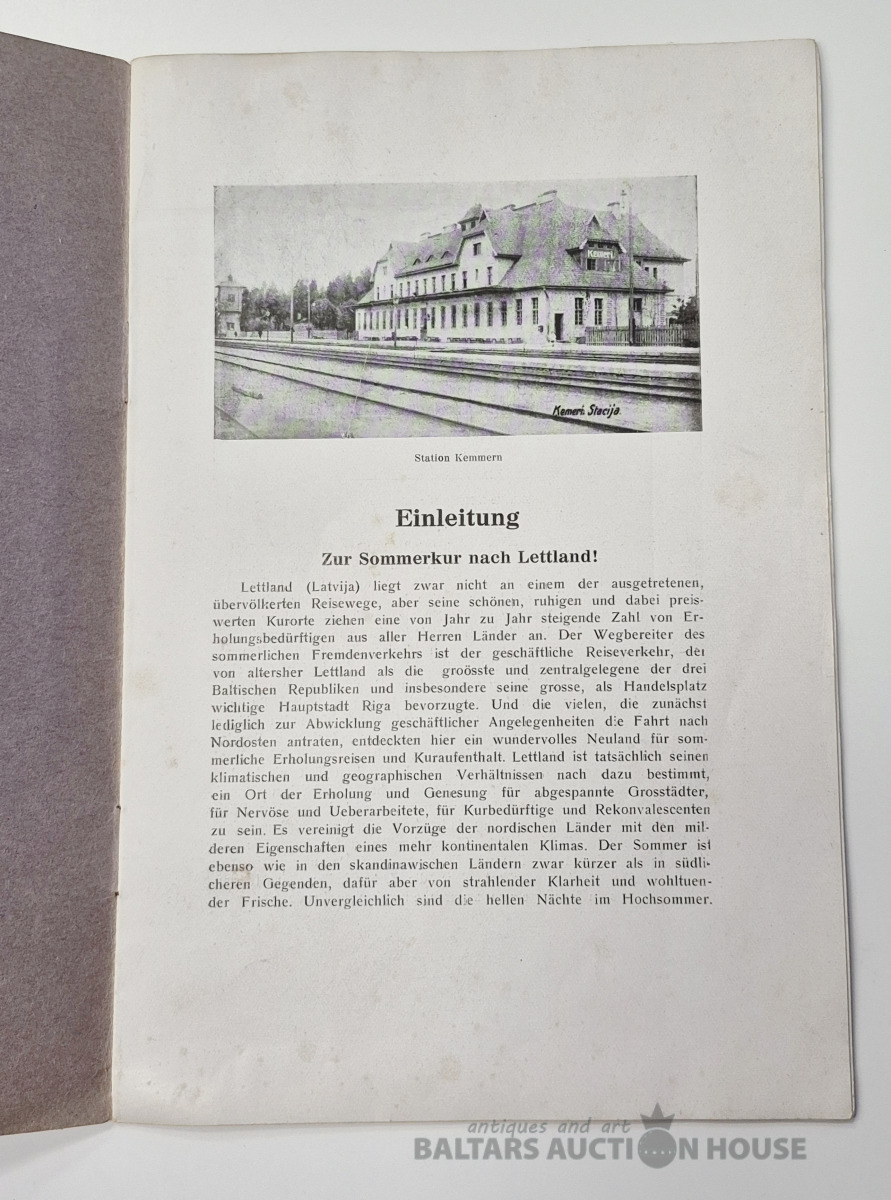 Kemeri
Kemeri. Stacija.
Station Kemmern
Einleitung
Zur Sommerkur nach Lettland!
Lettland (Latvija) liegt zwar nicht an einem der ausgetretenen,
übervölkerten Reisewege, aber seine schönen, ruhigen und dabei preis-
werten Kurorte ziehen eine von Jahr zu Jahr steigende Zahl von Er-
holungsbedürftigen aus aller Herren Länder an. Der Wegbereiter des
sommerlichen Fremdenverkehrs ist der geschäftliche Reiseverkehr, der
von altersher Lettland als die groösste und zentralgelegene der drei
Baltischen Republiken und insbesondere seine grosse, als Handelsplatz
wichtige Hauptstadt Riga bevorzugte. Und die vielen, die zunächst
lediglich zur Abwicklung geschäftlicher Angelegenheiten die Fahrt nach
Nordosten antraten, entdeckten hier ein wundervolles Neuland für som-
merliche Erholungsreisen und Kuraufenthalt. Lettland ist tatsächlich seinen
klimatischen und geographischen Verhältnissen nach dazu bestimmt,
ein Ort der Erholung und Genesung für abgespannte Grosstädter,
für Nervöse und Ueberarbeitete, für Kurbedürftige und Rekonvalescenten
zu sein. Es vereinigt die Vorzüge der nordischen Länder mit den mil-
deren Eigenschaften eines mehr kontinentalen Klimas. Der Sommer ist
ebenso wie in den skandinawischen Ländern zwar kürzer als in südli-
cheren Gegenden, dafür aber von strahlender Klarheit und wohltuen-
der Frische. Unvergleichlich sind die hellen Nächte im Hochsommer.
antiques and art
BALTARS AUCTION HOUSE